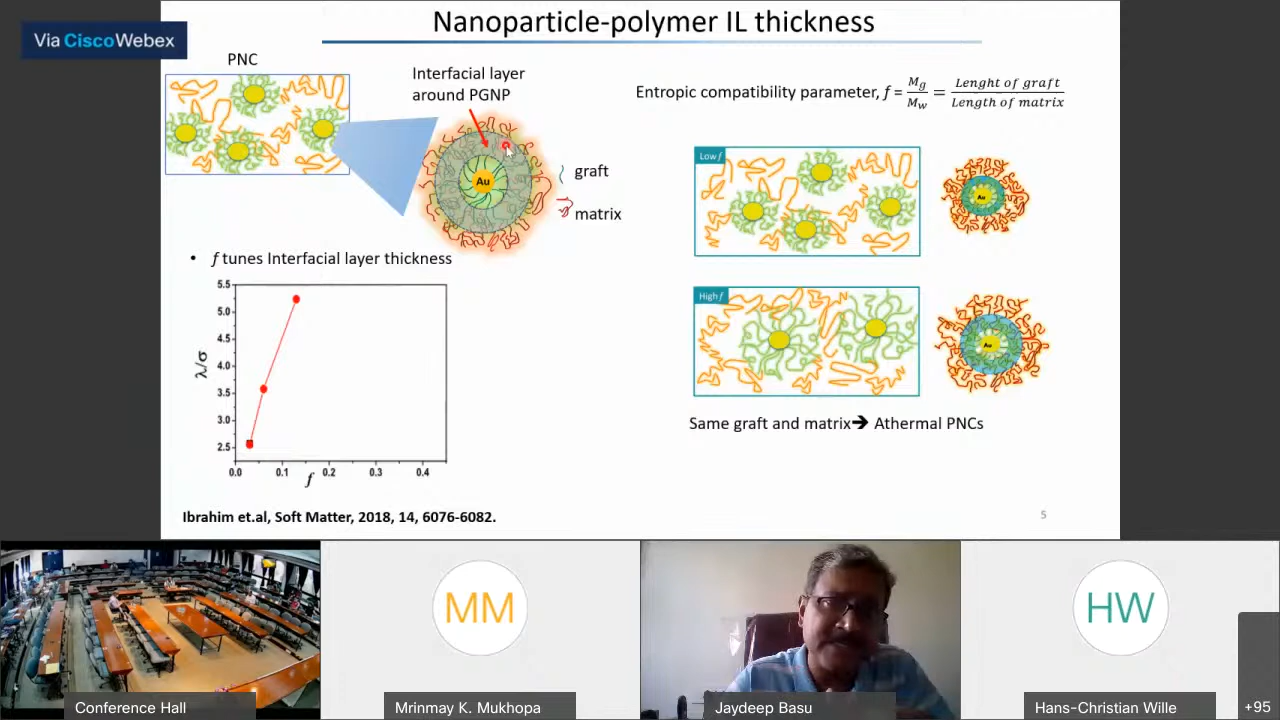 Nanoparticle-polymer IL thickness
Via CiscoWebex
PNC
Interfacial layer
around PGNP
Entropic compatibility parameter, f = Mg/Mw = Lenght of graft/Length of matrix
Au
graft
matrix
Low f
Au
• f tunes Interfacial layer thickness
High f
Au
5.5
5.0
4.5
4.0
3.5
3.0
2.5
λ/σ
0.0 0.1 0.2 0.3 0.4
f
Same graft and matrix➔ Athermal PNCs
Ibrahim et.al, Soft Matter, 2018, 14, 6076-6082.
5
MM
HW
Conference Hall
Mrinmay K. Mukhopa
Jaydeep Basu
Hans-Christian Wille
+95